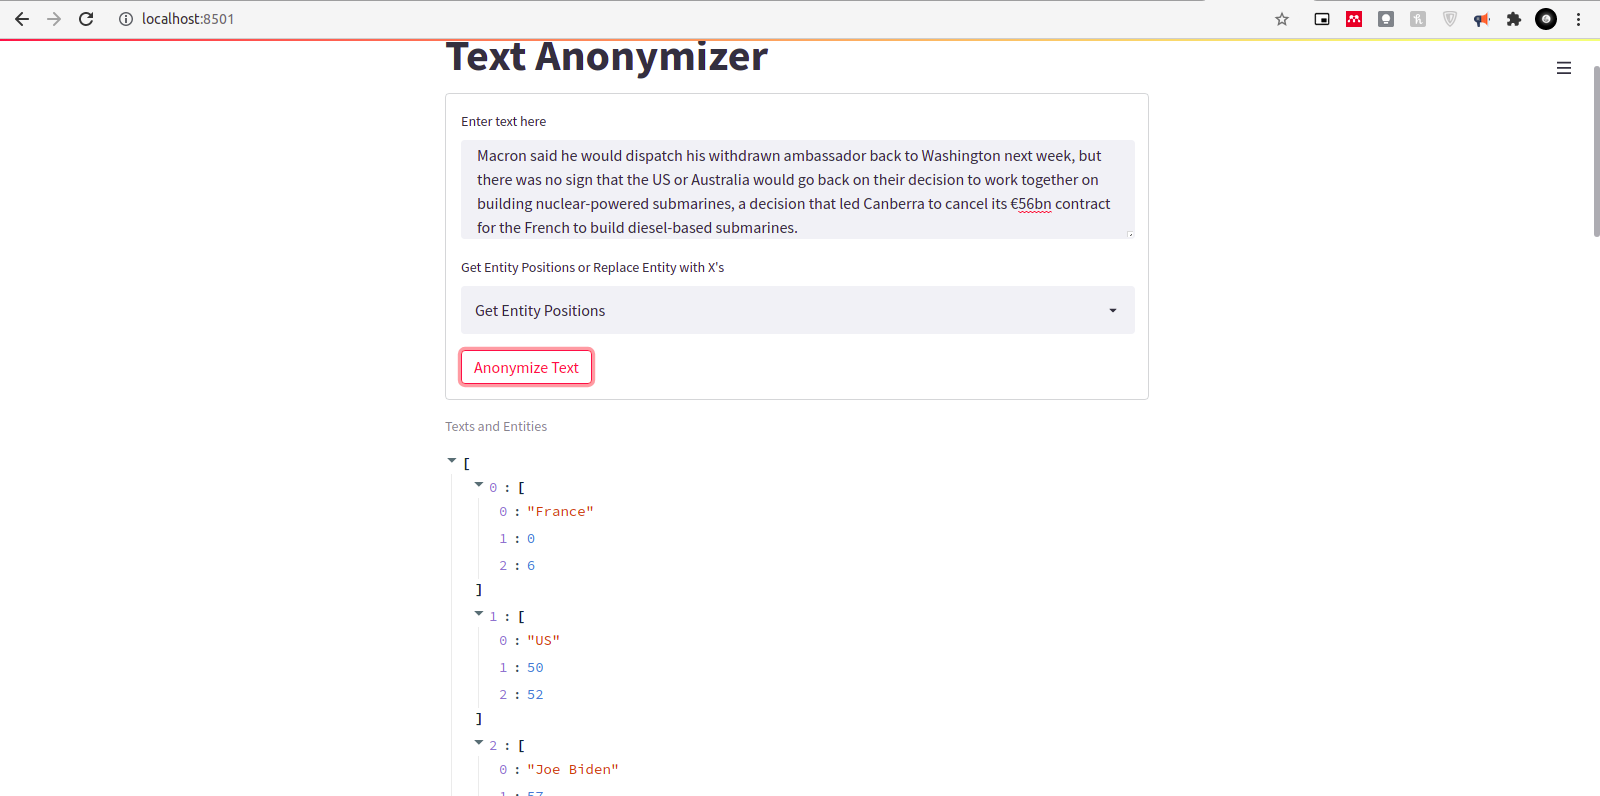 localhost:8501
Text Anonymizer
Enter text here
Macron said he would dispatch his withdrawn ambassador back to Washington next week, but
there was no sign that the US or Australia would go back on their decision to work together on
building nuclear-powered submarines, a decision that led Canberra to cancel its €56bn contract
for the French to build diesel-based submarines.
Get Entity Positions or Replace Entity with X's
Get Entity Positions
Anonymize Text
Texts and Entities
[
0 : [
0 : "France"
1 : 0
2 : 6
]
1 : [
0 : "US"
1 : 50
2 : 52
]
2 : [
0 : "Joe Biden"
1 : 57